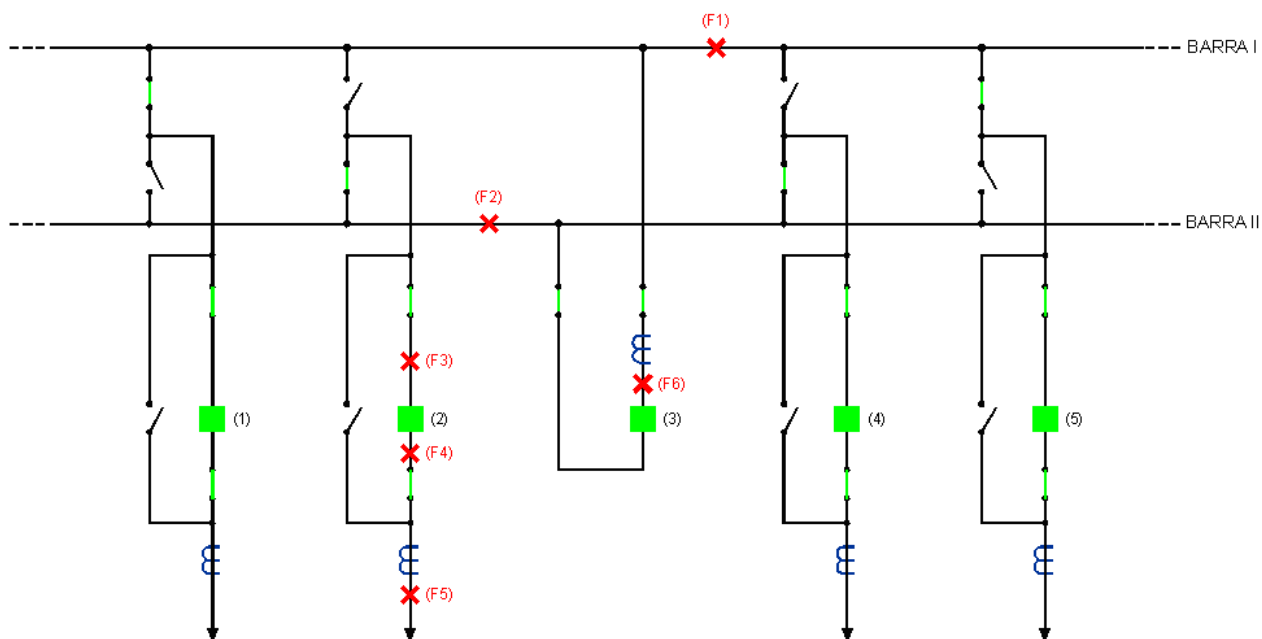 (F1)
BARRA I
(F2)
BARRA II
(F3)
(F6)
(1)
(2)
(3)
(4)
(5)
(F4)
(F5)